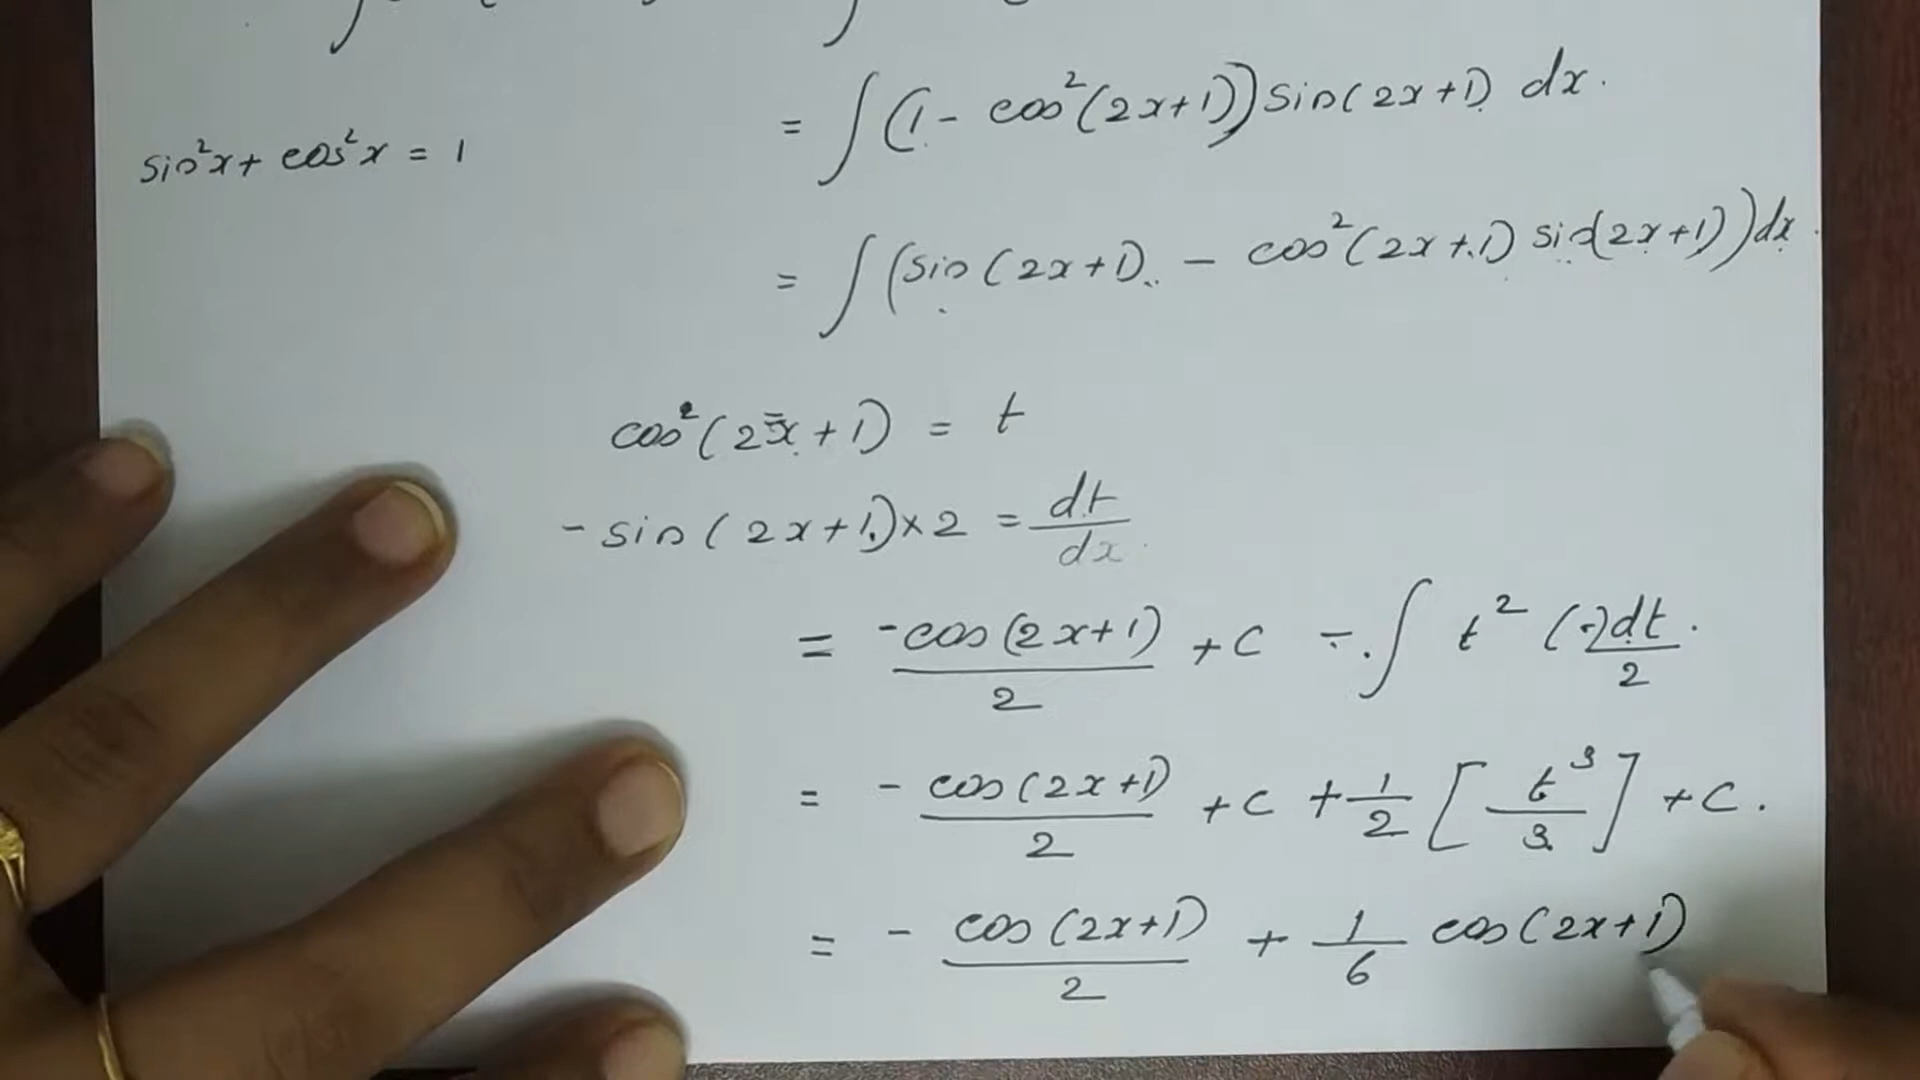 = ∫ (1 - cos²(2x+1)) sin(2x+1) dx.
sin²x + cos²x = 1
= ∫ (sin(2x+1) - cos²(2x+1) sin(2x+1)) dx.
cos²(2x+1) = t
- sin(2x+1) × 2 = dt/dx
= -cos(2x+1)/2 + C - ∫ t² (-) dt/2.
= - cos(2x+1)/2 + C + 1/2 [t³/3] + C.
= - cos(2x+1)/2 + 1/6 cos(2x+1)